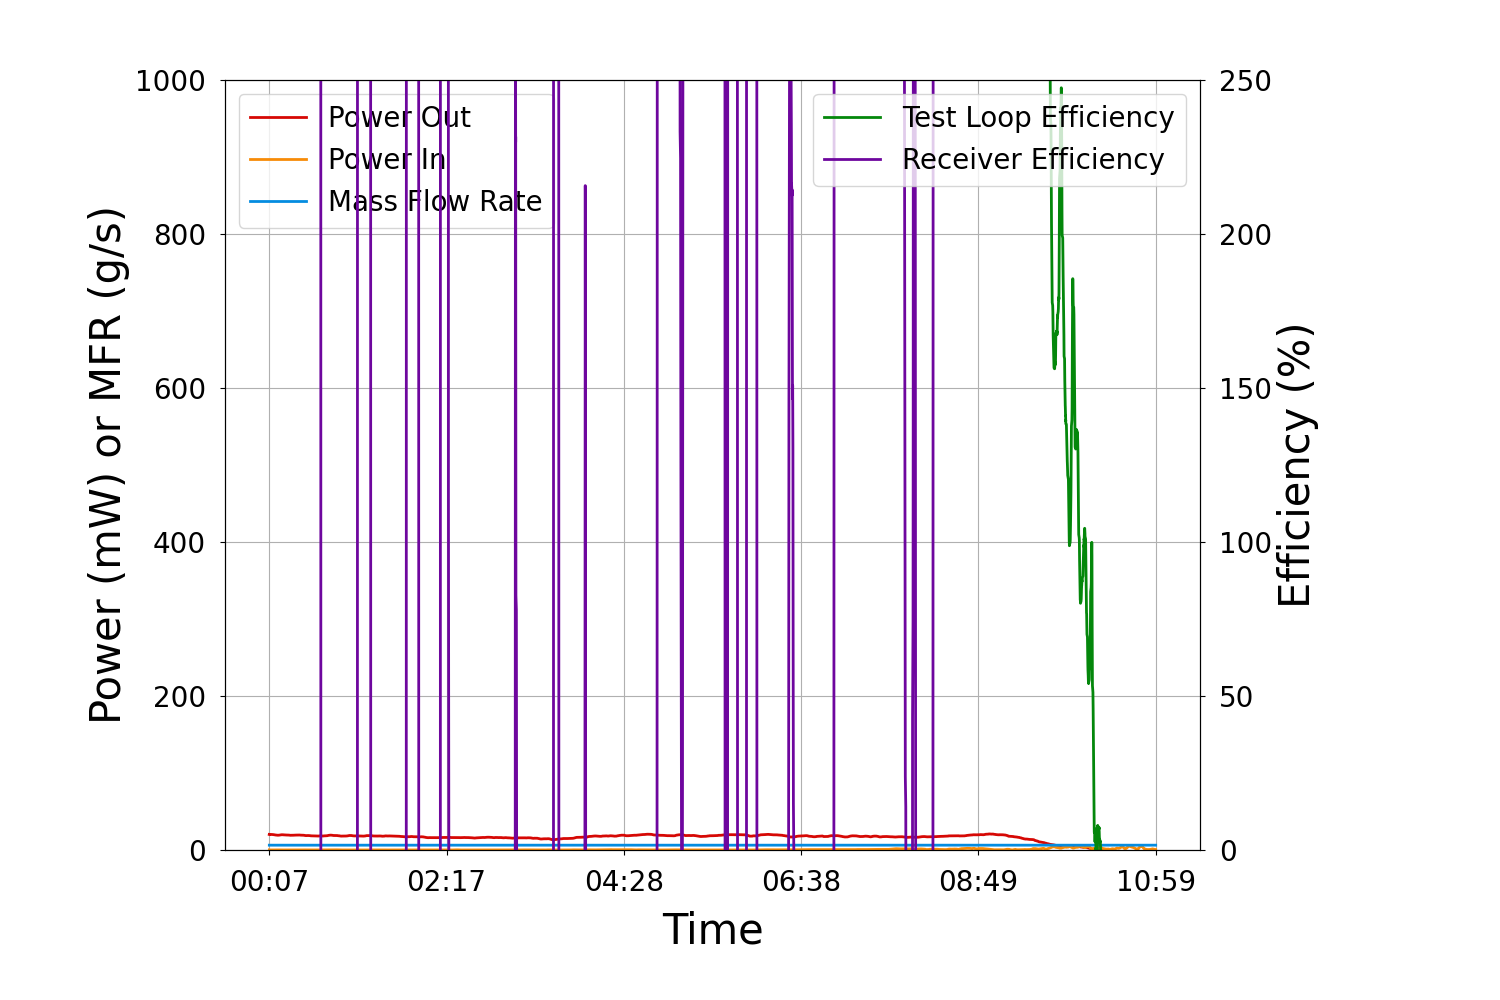 1000
800
600
400
200
0
Power (mW) or MFR (g/s)
Power Out
Power In
Mass Flow Rate
Test Loop Efficiency
Receiver Efficiency
250
200
150
100
50
0
Efficiency (%)
00:07 02:17 04:28 06:38 08:49 10:59
Time